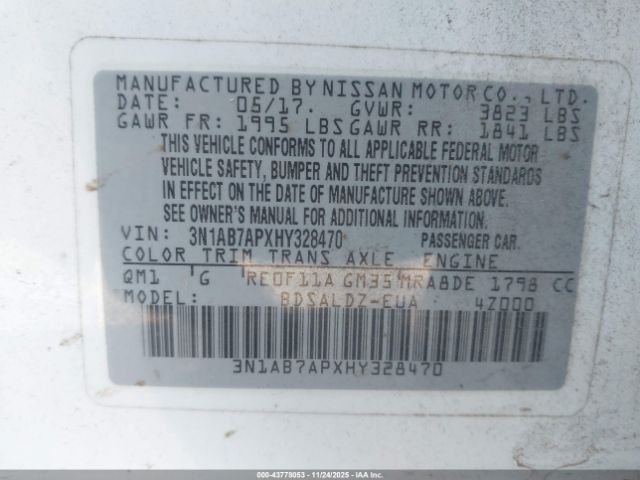 MANUFACTURED BY NISSAN MOTOR CO., LTD.
DATE: 05/17. GVWR: 3823 LBS
GAWR FR: 1995 LBS GAWR RR: 1841 LBS
THIS VEHICLE CONFORMS TO ALL APPLICABLE FEDERAL MOTOR
VEHICLE SAFETY, BUMPER AND THEFT PREVENTION STANDARDS
IN EFFECT ON THE DATE OF MANUFACTURE SHOWN ABOVE.
SEE OWNER'S MANUAL FOR ADDITIONAL INFORMATION.
VIN: 3N1AB7APXHY328470 PASSENGER CAR.
COLOR TRIM TRANS AXLE ENGINE
QM1 G RE0F11A GM35 MRA8DE 1798 CC
MODEL: BDSALDZ-EUA 4Z000
3N1AB7APXHY328470
000-43778053 - 11/24/2025 - IAAI.COM